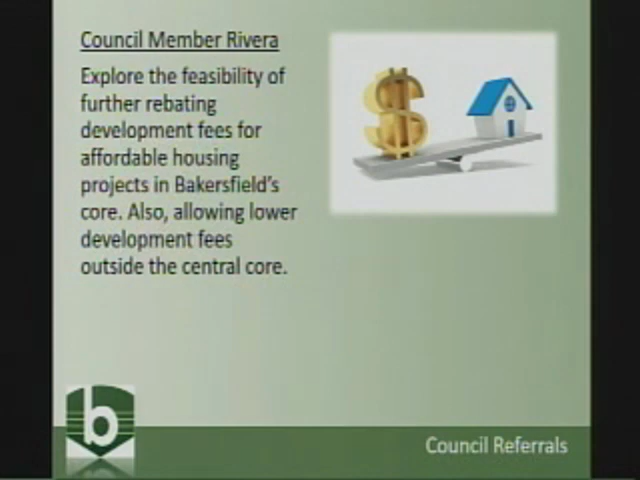 Council Member Rivera
Explore the feasibility of
further rebating
development fees for
affordable housing
projects in Bakersfield's
core. Also, allowing lower
development fees
outside the central core.
$
b
Council Referrals